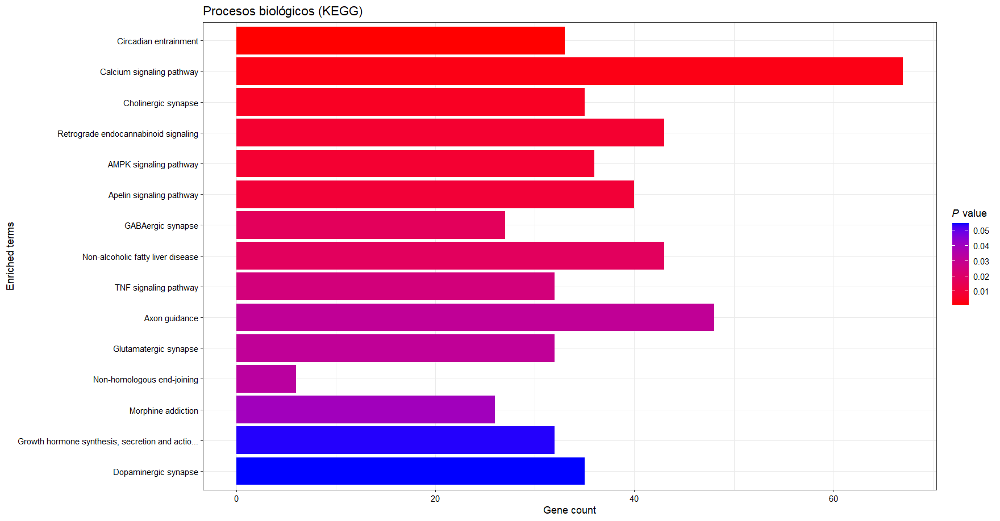 Procesos biológicos (KEGG)
Enriched terms
Circadian entrainment
Calcium signaling pathway
Cholinergic synapse
Retrograde endocannabinoid signaling
AMPK signaling pathway
Apelin signaling pathway
GABAergic synapse
Non-alcoholic fatty liver disease
TNF signaling pathway
Axon guidance
Glutamatergic synapse
Non-homologous end-joining
Morphine addiction
Growth hormone synthesis, secretion and actio...
Dopaminergic synapse
0 20 40 60
Gene count
P value
0.05
0.04
0.03
0.02
0.01